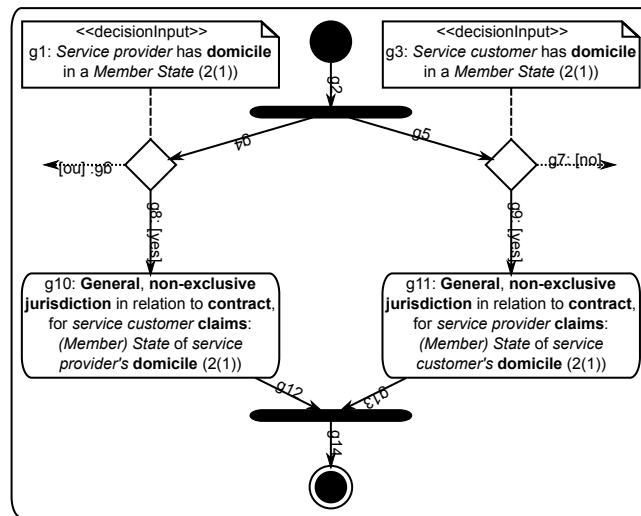 <<decisionInput>>
g1: Service provider has domicile
in a Member State (2(1))
<<decisionInput>>
g3: Service customer has domicile
in a Member State (2(1))
g2
g4
g5
g6: [no]
g7: [no]
g8: [yes]
g9: [yes]
g10: General, non-exclusive
jurisdiction in relation to contract,
for service customer claims:
(Member) State of service
provider's domicile (2(1))
g11: General, non-exclusive
jurisdiction in relation to contract,
for service provider claims:
(Member) State of service
customer's domicile (2(1))
g12
g13
g14